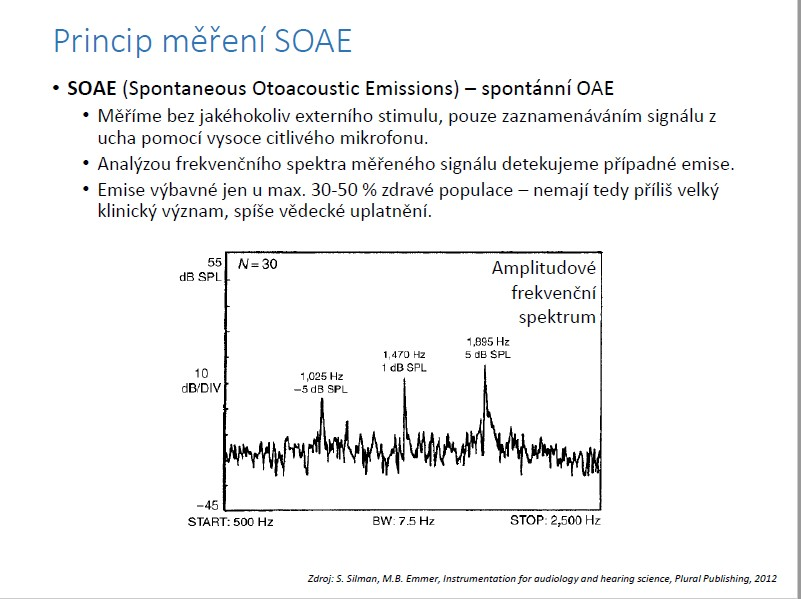 Princip měření SOAE
• SOAE (Spontaneous Otoacoustic Emissions) – spontánní OAE
• Měříme bez jakéhokoliv externího stimulu, pouze zaznamenáváním signálu z
ucha pomocí vysoce citlivého mikrofonu.
• Analýzou frekvenčního spektra měřeného signálu detekujeme případné emise.
• Emise výbavné jen u max. 30-50 % zdravé populace – nemají tedy příliš velký
klinický význam, spíše vědecké uplatnění.
55
dB SPL
N = 30
Amplitudové
frekvenční
spektrum
1,895 Hz
5 dB SPL
1,470 Hz
1 dB SPL
1,025 Hz
–5 dB SPL
10
dB/DIV
–45
START: 500 Hz
BW: 7.5 Hz
STOP: 2,500 Hz
Zdroj: S. Silman, M.B. Emmer, Instrumentation for audiology and hearing science, Plural Publishing, 2012